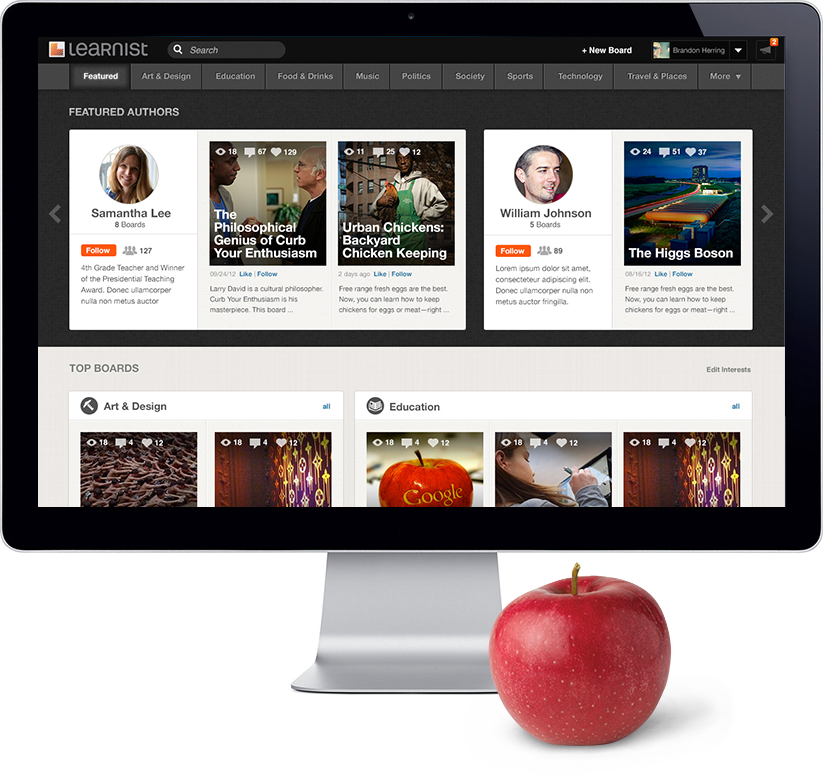 LEARNIST
Search
+ New Board
Brandon Herring
2
Featured
Art & Design
Education
Food & Drinks
Music
Politics
Society
Sports
Technology
Travel & Places
More
FEATURED AUTHORS
Samantha Lee
8 Boards
Follow
127
4th Grade Teacher and Winner
of the Presidential Teaching
Award. Donec ullamcorper
nulla non metus auctor
18 67 129
The
Philosophical
Genius of Curb
Your Enthusiasm
09/24/12 Like | Follow
Larry David is a cultural philosopher.
Curb Your Enthusiasm is his
masterpiece. This board ...
11 25 12
Urban Chickens:
Backyard
Chicken Keeping
2 days ago Like | Follow
Free range fresh eggs are the best.
Now, you can learn how to keep
chickens for eggs or meat—right ...
William Johnson
5 Boards
Follow
89
Lorem ipsum dolor sit amet,
consectetur adipiscing elit.
Donec ullamcorper nulla non
metus auctor fringilla.
24 51 37
The Higgs Boson
08/16/12 Like | Follow
Free range fresh eggs are the best.
Now, you can learn how to keep
chickens for eggs or meat—right ...
TOP BOARDS
Edit Interests
Art & Design
all
18 4 12
18 4 12
Education
all
18 4 12
Google
18 4 12
18 4 12